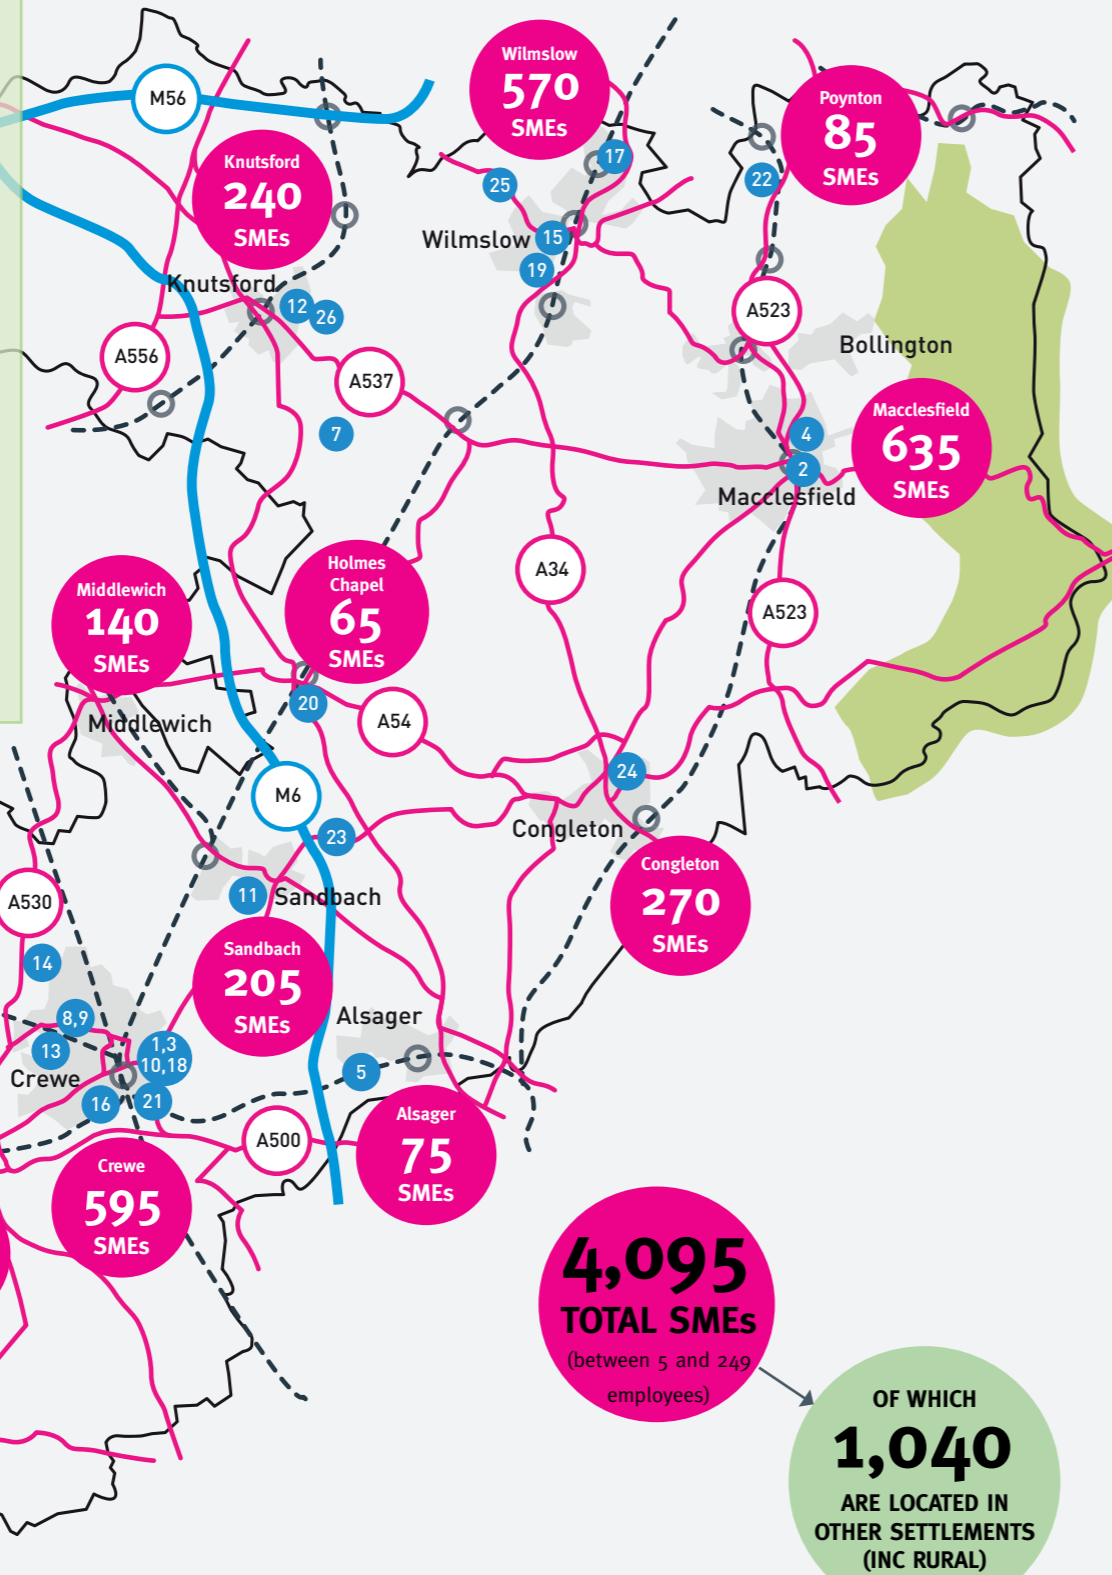 Wilmslow
570
SMEs
M56
Poynton
85
SMEs
Knutsford
240
SMEs
17
25
22
Wilmslow
15
19
Knutsford
12
26
A523
A556
Bollington
A537
Macclesfield
635
SMEs
7
4
2
Macclesfield
Holmes
Chapel
65
SMEs
A34
Middlewich
140
SMEs
A523
20
Middlewich
A54
24
M6
Congleton
23
Congleton
270
SMEs
A530
11
Sandbach
Sandbach
205
SMEs
14
8,9
Alsager
13
1,3
10,18
Crewe
5
16
21
Alsager
75
SMEs
A500
Crewe
595
SMEs
4,095
TOTAL SMEs
(between 5 and 249
employees)
OF WHICH
1,040
ARE LOCATED IN
OTHER SETTLEMENTS
(INC RURAL)